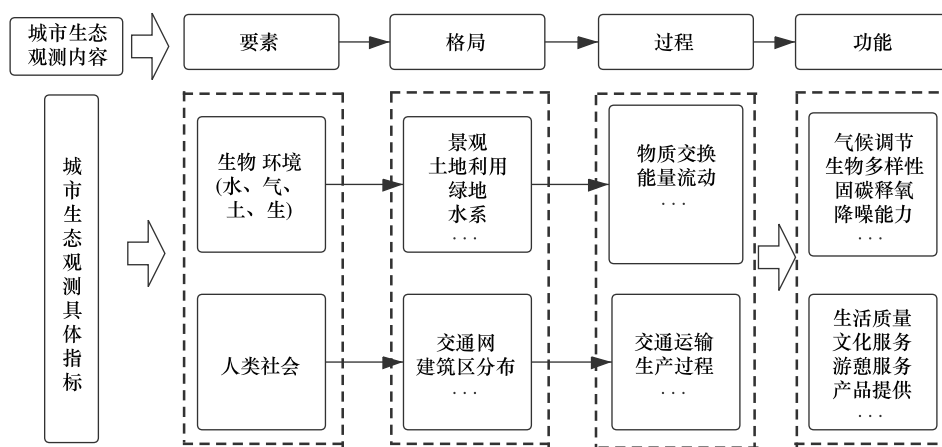 城市生态
观测内容
要素
格局
过程
功能
城市生态观测具体指标
生物 环境
(水、气、
土、生)
景观
土地利用
绿地
水系
···
物质交换
能量流动
···
气候调节
生物多样性
固碳释氧
降噪能力
···
人类社会
交通网
建筑区分布
···
交通运输
生产过程
···
生活质量
文化服务
游憩服务
产品提供
···